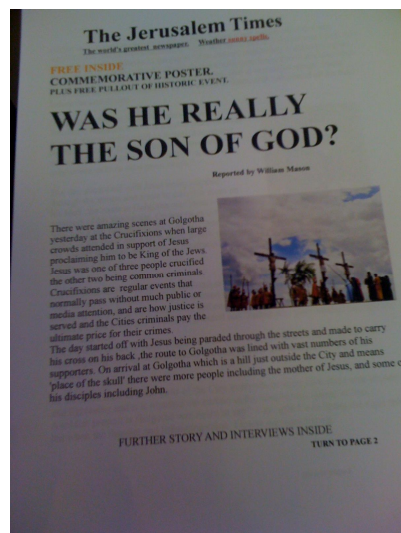 The Jerusalem Times
The world's greatest newspaper. Weather sunny spells.
FREE INSIDE
COMMEMORATIVE POSTER.
PLUS FREE PULLOUT OF HISTORIC EVENT.
WAS HE REALLY
THE SON OF GOD?
Reported by William Mason
There were amazing scenes at Golgotha
yesterday at the Crucifixions when large
crowds attended in support of Jesus
proclaiming him to be King of the Jews.
Jesus was one of three people crucified
the other two being common criminals
Crucifixions are regular events that
normally pass without much public or
media attention, and are how justice is
served and the Cities criminals pay the
ultimate price for their crimes.
The day started off with Jesus being paraded through the streets and made to carry
his cross on his back ,the route to Golgotha was lined with vast numbers of his
supporters. On arrival at Golgotha which is a hill just outside the City and means
'place of the skull' there were more people including the mother of Jesus, and some
his disciples including John.
FURTHER STORY AND INTERVIEWS INSIDE
TURN TO PAGE 2